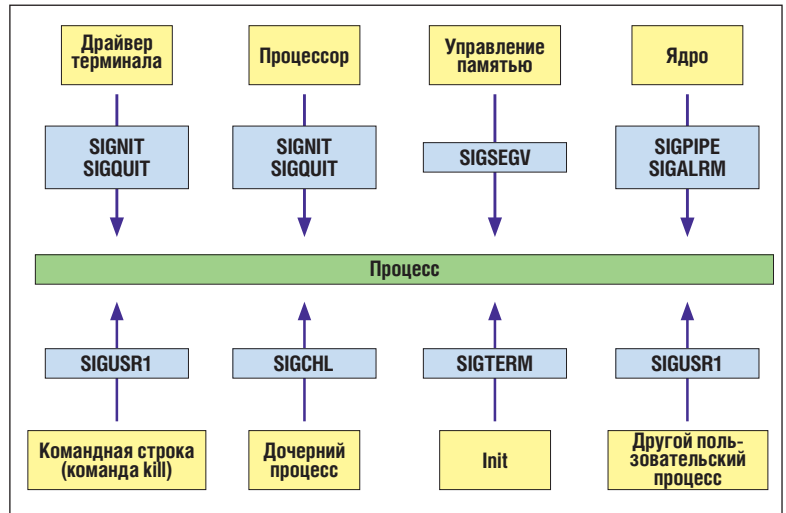 Драйвер
терминала
Процессор
Управление
памятью
Ядро
SIGNIT
SIGQUIT
SIGNIT
SIGQUIT
SIGSEGV
SIGPIPE
SIGALRM
Процесс
SIGUSR1
SIGCHL
SIGTERM
SIGUSR1
Командная строка
(команда kill)
Дочерний
процесс
Init
Другой поль-
зовательский
процесс